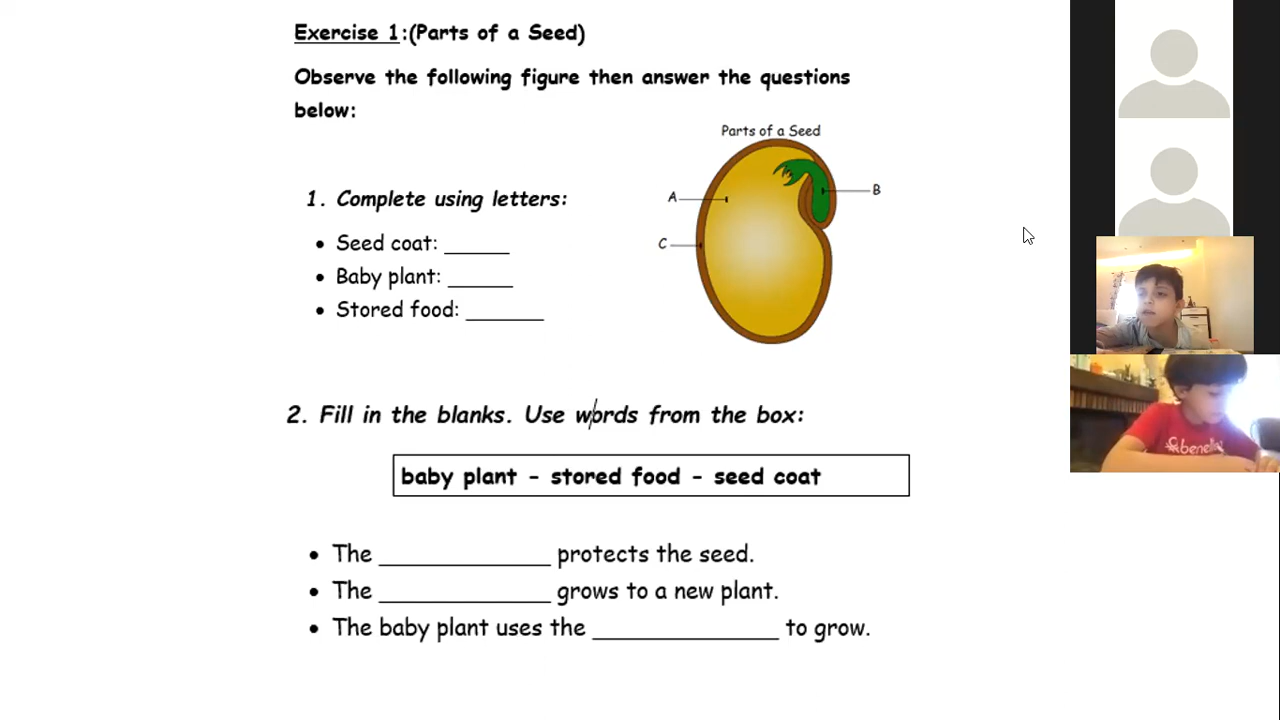 Exercise 1:(Parts of a Seed)
Observe the following figure then answer the questions
below:
Parts of a Seed
A
B
C
1. Complete using letters:
• Seed coat: ______
• Baby plant: ______
• Stored food: _______
2. Fill in the blanks. Use words from the box:
baby plant - stored food - seed coat
• The ______________ protects the seed.
• The ______________ grows to a new plant.
• The baby plant uses the _______________ to grow.